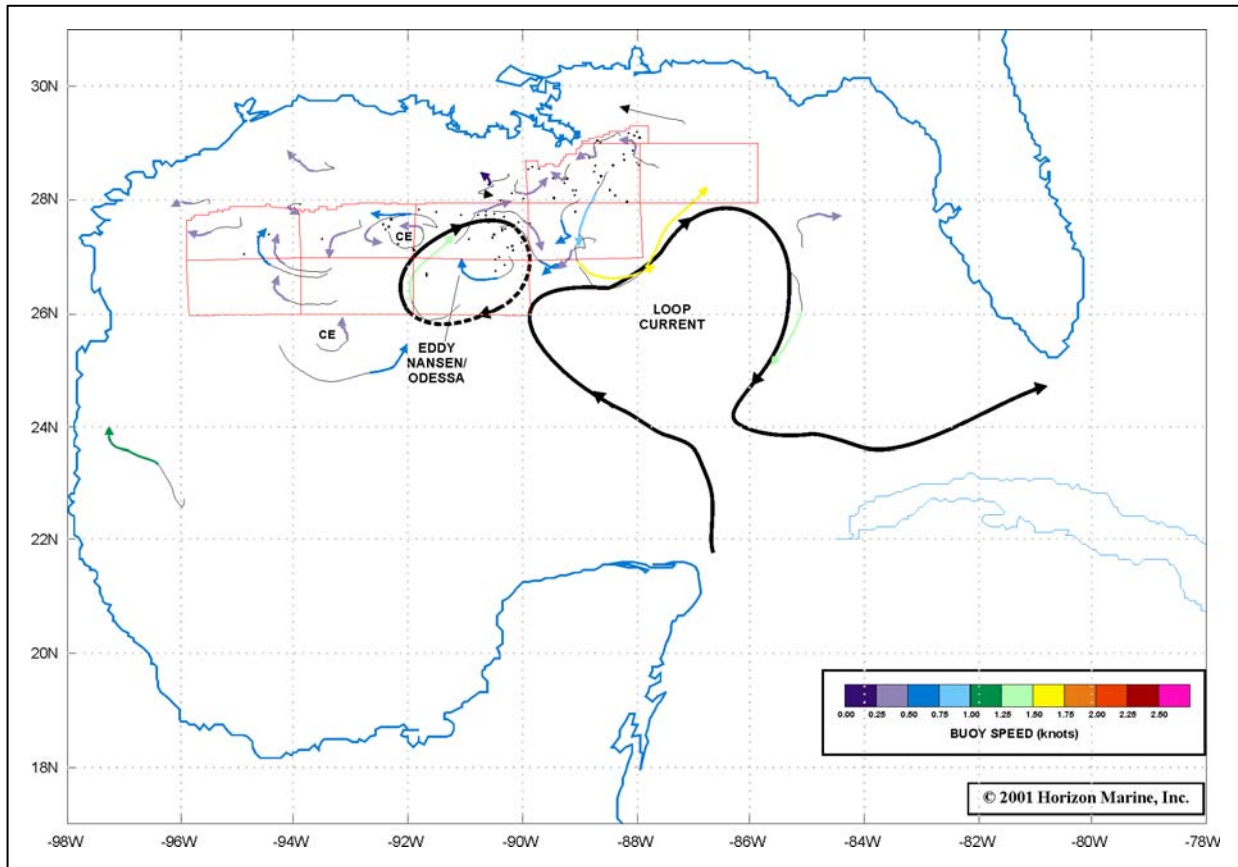 30N
28N
CE
26N
CE
LOOP
CURRENT
EDDY
NANSEN/
ODESSA
24N
22N
20N
18N
0.00 0.25 0.50 0.75 1.00 1.25 1.50 1.75 2.00 2.25 2.50
BUOY SPEED (knots)
© 2001 Horizon Marine, Inc.
-98W -96W -94W -92W -90W -88W -86W -84W -82W -80W -78W